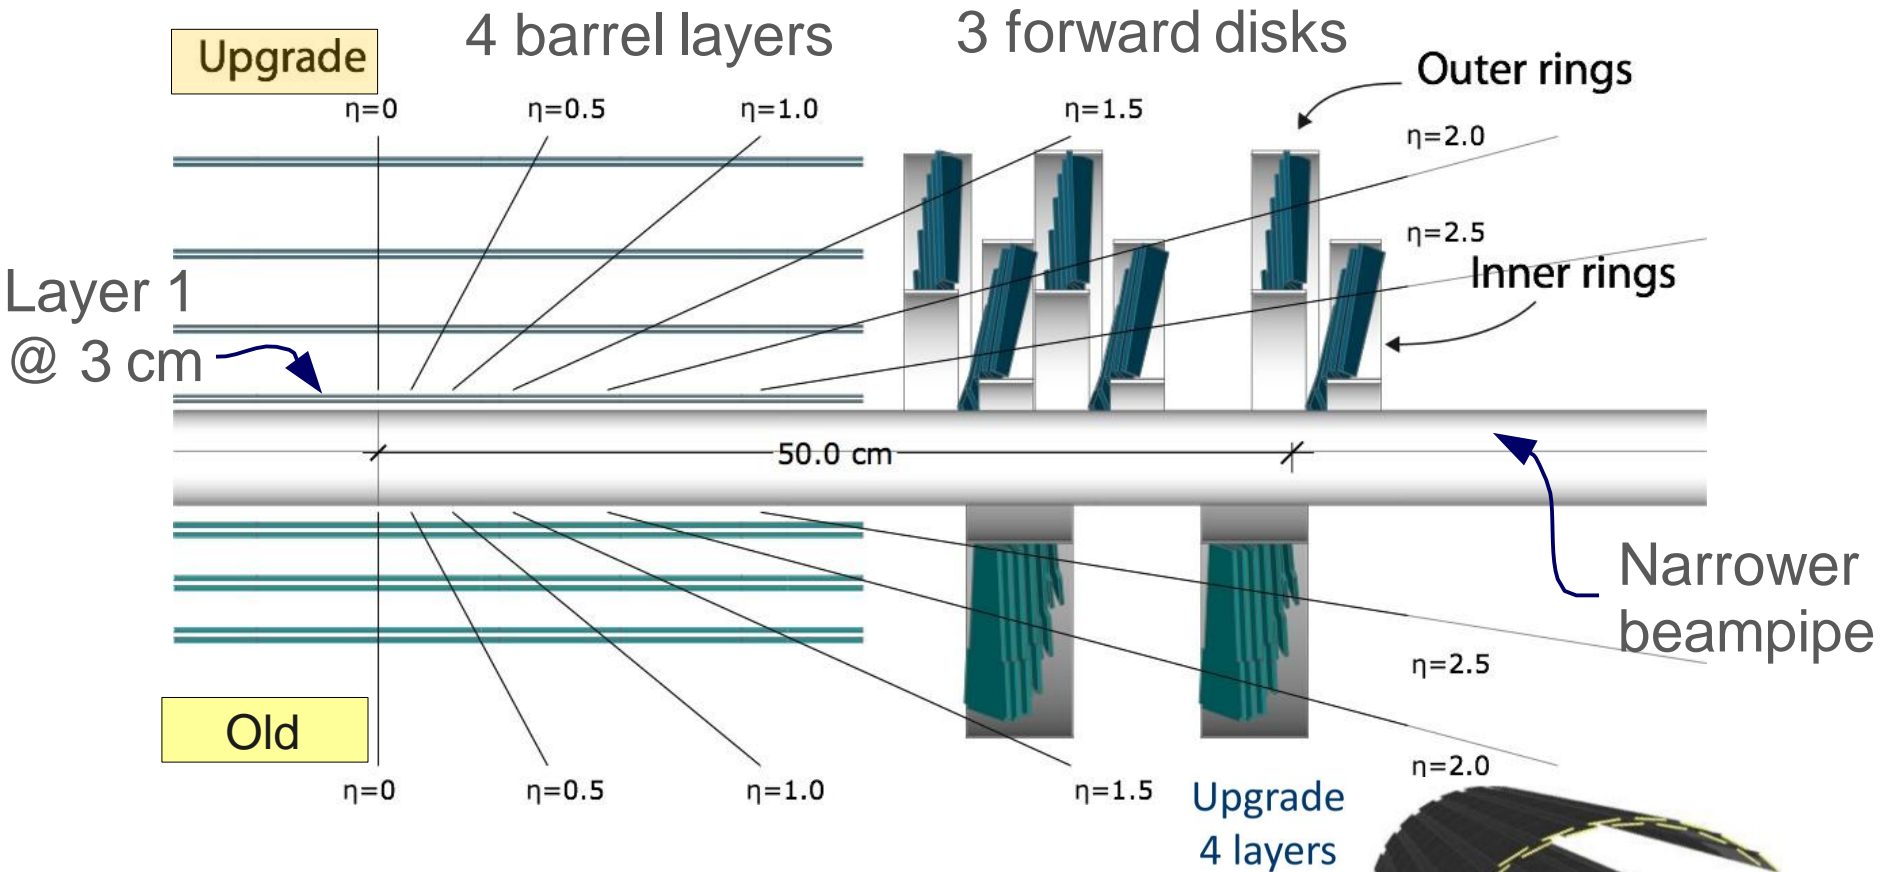 4 barrel layers
3 forward disks
Upgrade
Outer rings
η=0
η=0.5
η=1.0
η=1.5
η=2.0
η=2.5
Inner rings
Layer 1
@ 3 cm
50.0 cm
Narrower
beampipe
η=2.5
Old
η=2.0
η=0
η=0.5
η=1.0
η=1.5
Upgrade
4 layers